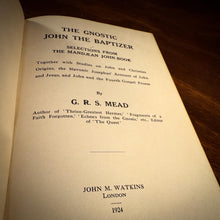 THE GNOSTIC
JOHN THE BAPTIZER
SELECTIONS FROM
THE MANDÆAN JOHN-BOOK
Together with Studies on John and Christian
Origins, the Slavonic Josephus' Account of John
and Jesus, and John and the Fourth Gospel Proem
By
G. R. S. MEAD
Author of "Thrice-Greatest Hermes," "Fragments of a
Faith Forgotten," "Echoes from the Gnosis," etc., Editor
of "The Quest"
JOHN M. WATKINS
LONDON
1924